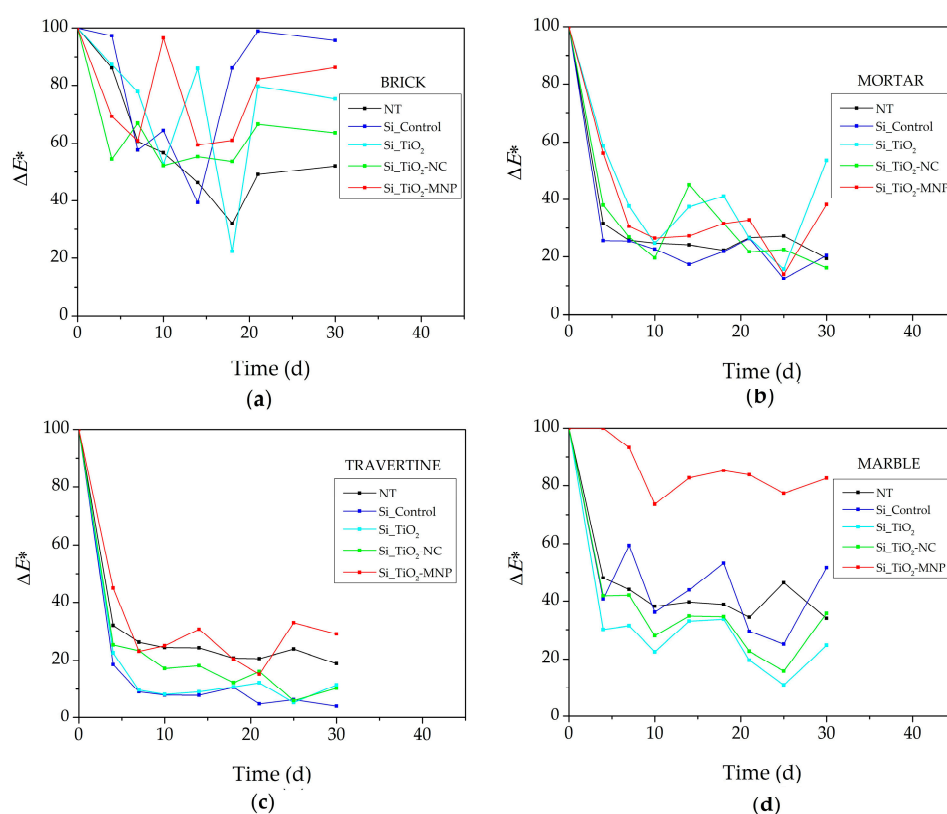 (a)
100
80
60
40
20
0
ΔE*
BRICK
NT
Si_Control
Si_TiO2
Si_TiO2-NC
Si_TiO2-MNP
0 10 20 30 40
Time (d)
(a)
100
80
60
40
20
0
ΔE*
MORTAR
NT
Si_Control
Si_TiO2
Si_TiO2-NC
Si_TiO2-MNP
0 10 20 30 40
Time (d)
(b)
100
80
60
40
20
0
ΔE*
TRAVERTINE
NT
Si_Control
Si_TiO2
Si_TiO2 NC
Si_TiO2-MNP
0 10 20 30 40
Time (d)
(c)
100
80
60
40
20
0
ΔE*
MARBLE
NT
Si_Control
Si_TiO2
Si_TiO2-NC
Si_TiO2-MNP
0 10 20 30 40
Time (d)
(d)